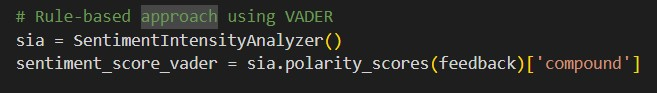 # Rule-based approach using VADER
sia = SentimentIntensityAnalyzer()
sentiment_score_vader = sia.polarity_scores(feedback)['compound']